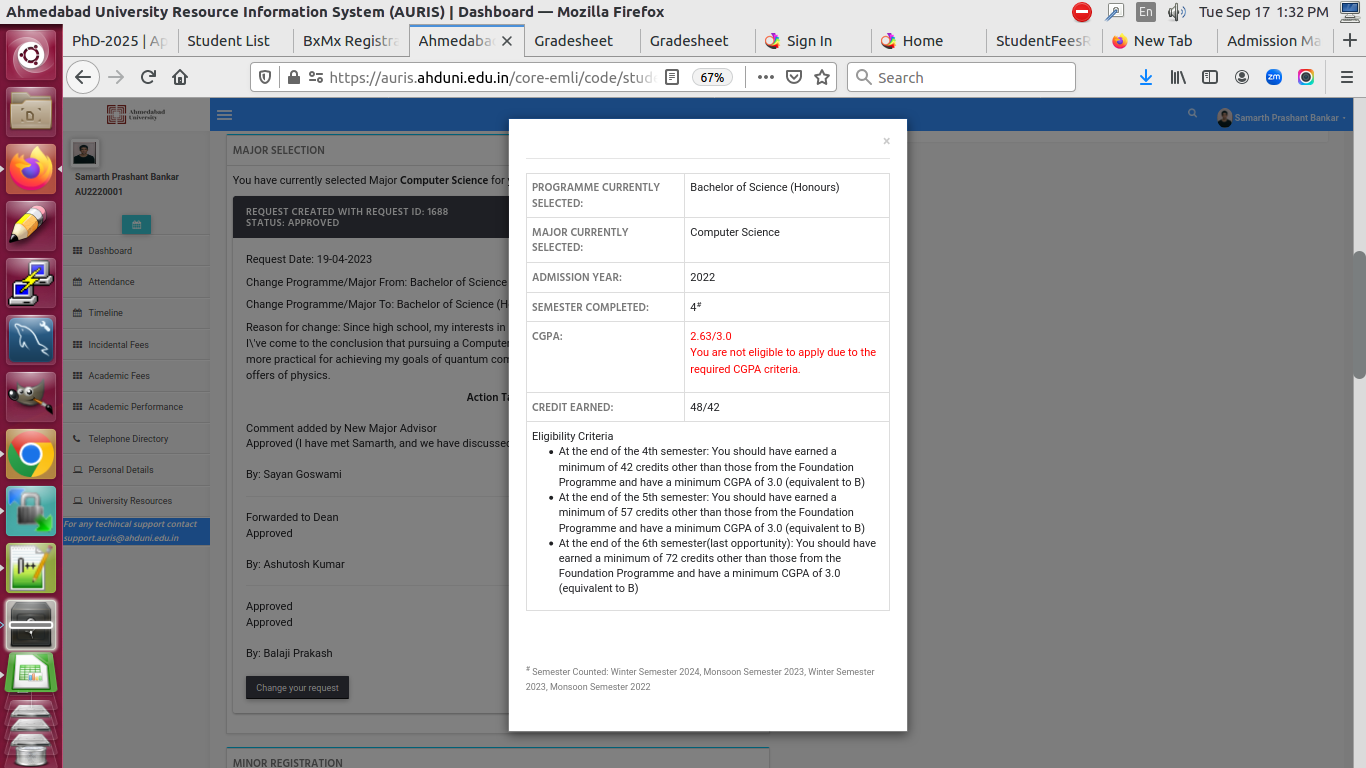 Ahmedabad University Resource Information System (AURIS) | Dashboard — Mozilla Firefox
En
Tue Sep 17 1:32 PM
PhD-2025 | Ap
Student List
BxMx Registra
Ahmedaba
Gradesheet
Gradesheet
Sign In
Home
StudentFeesR
New Tab
Admission Ma
https://auris.ahduni.edu.in/core-emli/code/stud
67%
Search
Ahmedabad
University
Samarth Prashant Bankar
Samarth Prashant Bankar
AU2220001
Dashboard
Attendance
Timeline
Incidental Fees
Academic Fees
Academic Performance
Telephone Directory
Personal Details
University Resources
For any techincal support contact
support.auris@ahduni.edu.in
MAJOR SELECTION
You have currently selected Major Computer Science for
REQUEST CREATED WITH REQUEST ID: 1688
STATUS: APPROVED
Request Date: 19-04-2023
Change Programme/Major From: Bachelor of Science
Change Programme/Major To: Bachelor of Science (H
Reason for change: Since high school, my interests in
I\'ve come to the conclusion that pursuing a Computer
more practical for achieving my goals of quantum com
offers of physics.
Action Ta
Comment added by New Major Advisor
Approved (I have met Samarth, and we have discussed
By: Sayan Goswami
Forwarded to Dean
Approved
By: Ashutosh Kumar
Approved
Approved
By: Balaji Prakash
Change your request
MINOR REGISTRATION
×
PROGRAMME CURRENTLY SELECTED: Bachelor of Science (Honours)
MAJOR CURRENTLY SELECTED: Computer Science
ADMISSION YEAR: 2022
SEMESTER COMPLETED: 4#
CGPA: 2.63/3.0
You are not eligible to apply due to the
required CGPA criteria.
CREDIT EARNED: 48/42
Eligibility Criteria
• At the end of the 4th semester: You should have earned a
minimum of 42 credits other than those from the Foundation
Programme and have a minimum CGPA of 3.0 (equivalent to B)
• At the end of the 5th semester: You should have earned a
minimum of 57 credits other than those from the Foundation
Programme and have a minimum CGPA of 3.0 (equivalent to B)
• At the end of the 6th semester(last opportunity): You should have
earned a minimum of 72 credits other than those from the
Foundation Programme and have a minimum CGPA of 3.0
(equivalent to B)
# Semester Counted: Winter Semester 2024, Monsoon Semester 2023, Winter Semester
2023, Monsoon Semester 2022